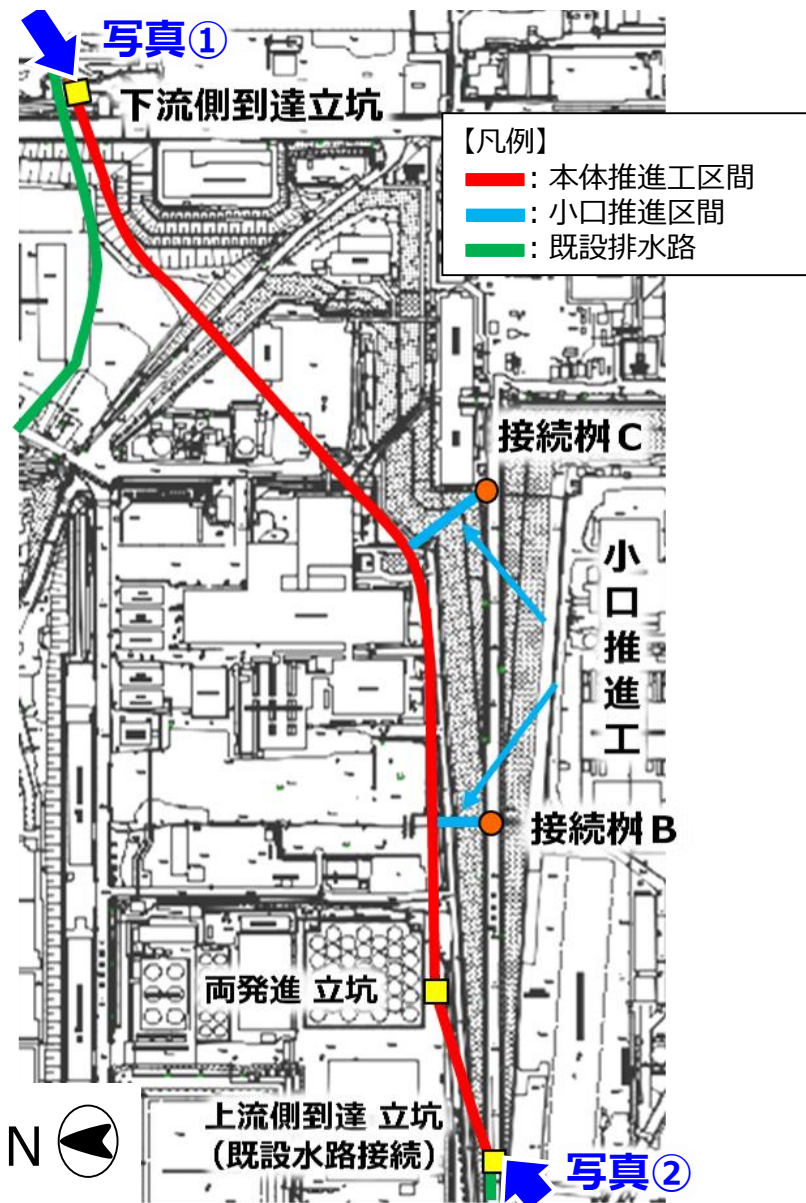 写真①
下流側到達立坑
【凡例】
：本体推進工区間
：小口推進区間
：既設排水路
接続桝C
小口推進工
接続桝B
両発進 立坑
上流側到達 立坑
（既設水路接続）
N
写真②